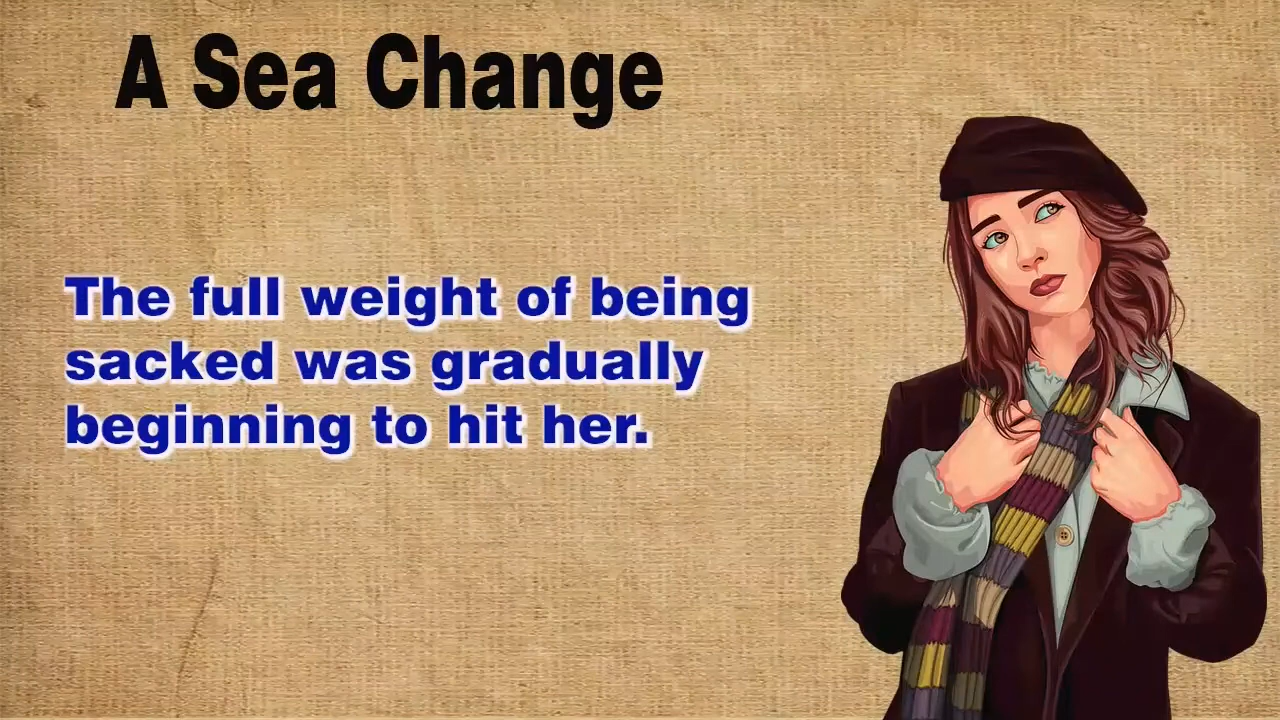 A Sea Change
The full weight of being
sacked was gradually
beginning to hit her.